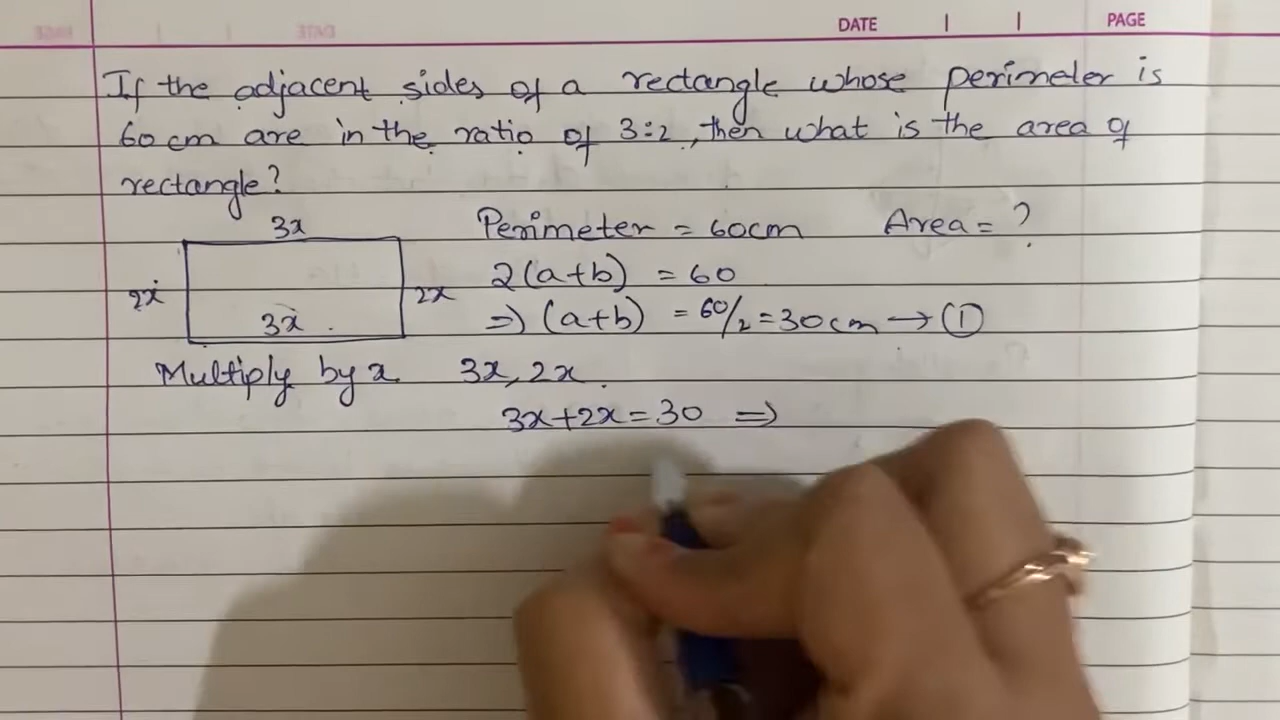 DATE PAGE
If the adjacent sides of a rectangle whose perimeter is
60 cm are in the ratio of 3:2, then what is the area of
rectangle?
3x
Perimeter = 60cm Area = ?
2(a+b) = 60
2x 2x
3x
⇒ (a+b) = 60/2 = 30cm → ①
Multiply by x 3x, 2x.
3x+2x=30 ⇒